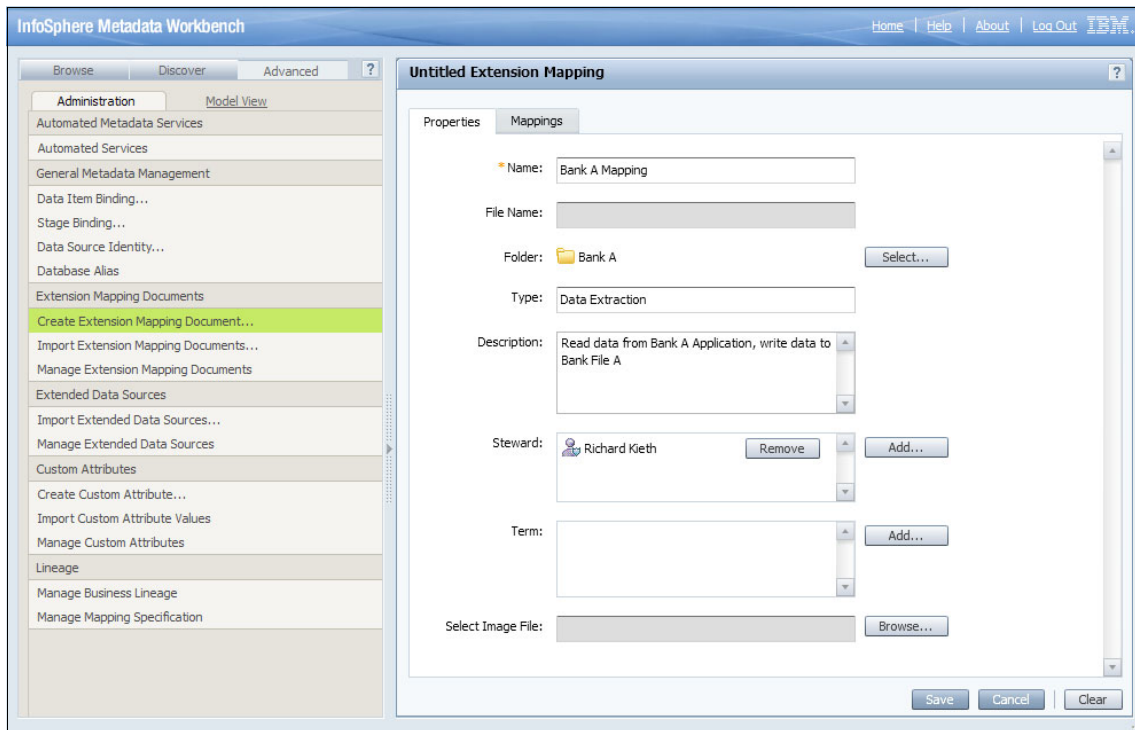 InfoSphere Metadata Workbench
Home | Help | About | Log Out IBM.
Browse Discover Advanced ?
Administration Model View
Automated Metadata Services
Automated Services
General Metadata Management
Data Item Binding...
Stage Binding...
Data Source Identity...
Database Alias
Extension Mapping Documents
Create Extension Mapping Document...
Import Extension Mapping Documents...
Manage Extension Mapping Documents
Extended Data Sources
Import Extended Data Sources...
Manage Extended Data Sources
Custom Attributes
Create Custom Attribute...
Import Custom Attribute Values
Manage Custom Attributes
Lineage
Manage Business Lineage
Manage Mapping Specification
Untitled Extension Mapping ?
Properties Mappings
* Name: Bank A Mapping
File Name:
Folder: Bank A Select...
Type: Data Extraction
Description: Read data from Bank A Application, write data to
Bank File A
Steward: Richard Kieth Remove Add...
Term: Add...
Select Image File: Browse...
Save Cancel | Clear